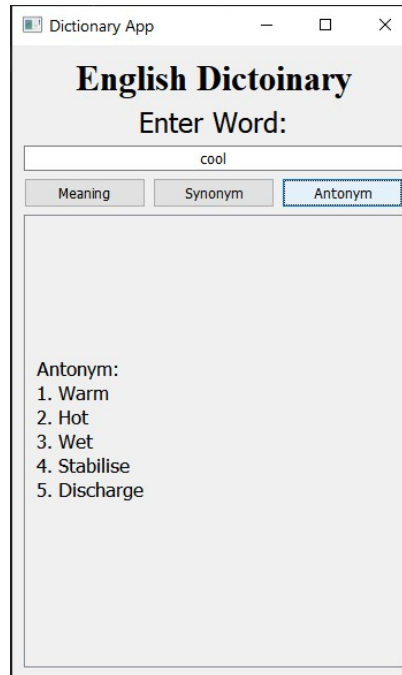 Dictionary App
English Dictoinary
Enter Word:
cool
Meaning Synonym Antonym
Antonym:
1. Warm
2. Hot
3. Wet
4. Stabilise
5. Discharge